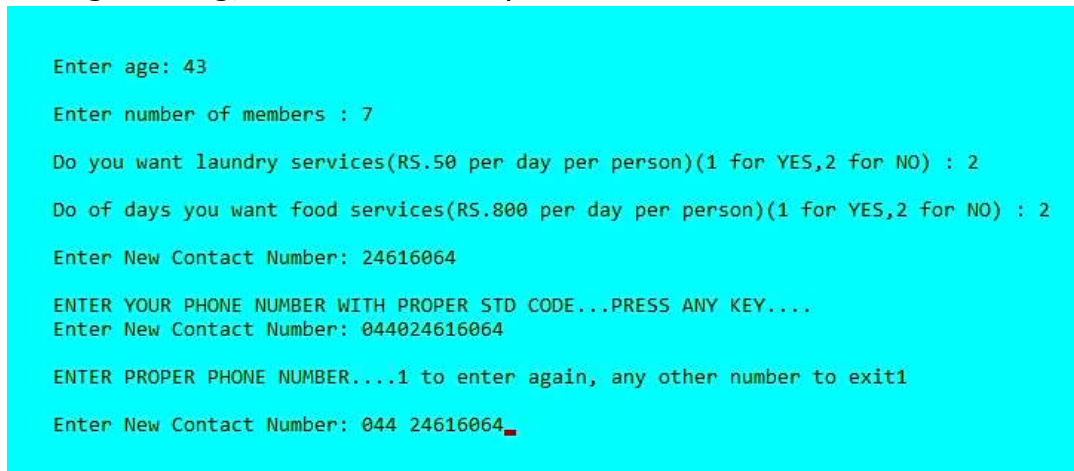 Enter age: 43
Enter number of members : 7
Do you want laundry services(RS.50 per day per person)(1 for YES,2 for NO) : 2
Do of days you want food services(RS.800 per day per person)(1 for YES,2 for NO) : 2
Enter New Contact Number: 24616064
ENTER YOUR PHONE NUMBER WITH PROPER STD CODE...PRESS ANY KEY....
Enter New Contact Number: 044024616064
ENTER PROPER PHONE NUMBER....1 to enter again, any other number to exit1
Enter New Contact Number: 044 24616064